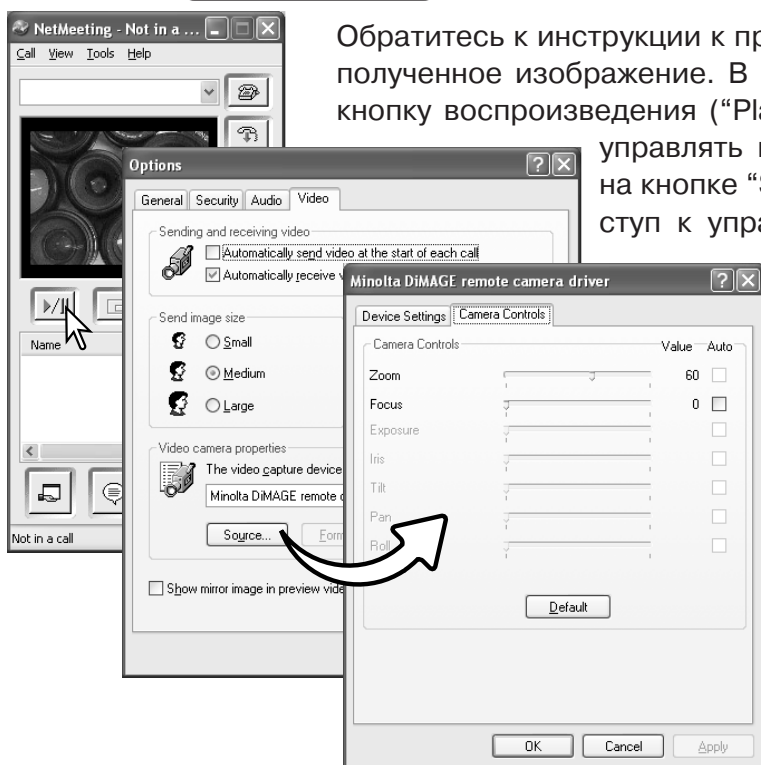 NetMeeting - Not in a ...
Call View Tools Help
Обратитесь к инструкции к
полученное изображение. В
кнопку воспроизведения
управлять
на кнопке
ступ к
Name
Not in a call
Options
General Security Audio Video
Sending and receiving video
Automatically send video at the start of each call
Automatically receive
Send image size
Small
Medium
Large
Video camera properties
The video capture device
Minolta DiMAGE remote
Source...
Show mirror image in preview
Minolta DiMAGE remote camera driver
Device Settings Camera Controls
Camera Controls Value Auto
Zoom 60
Focus 0
Exposure
Iris
Tilt
Pan
Roll
Default
OK Cancel Apply